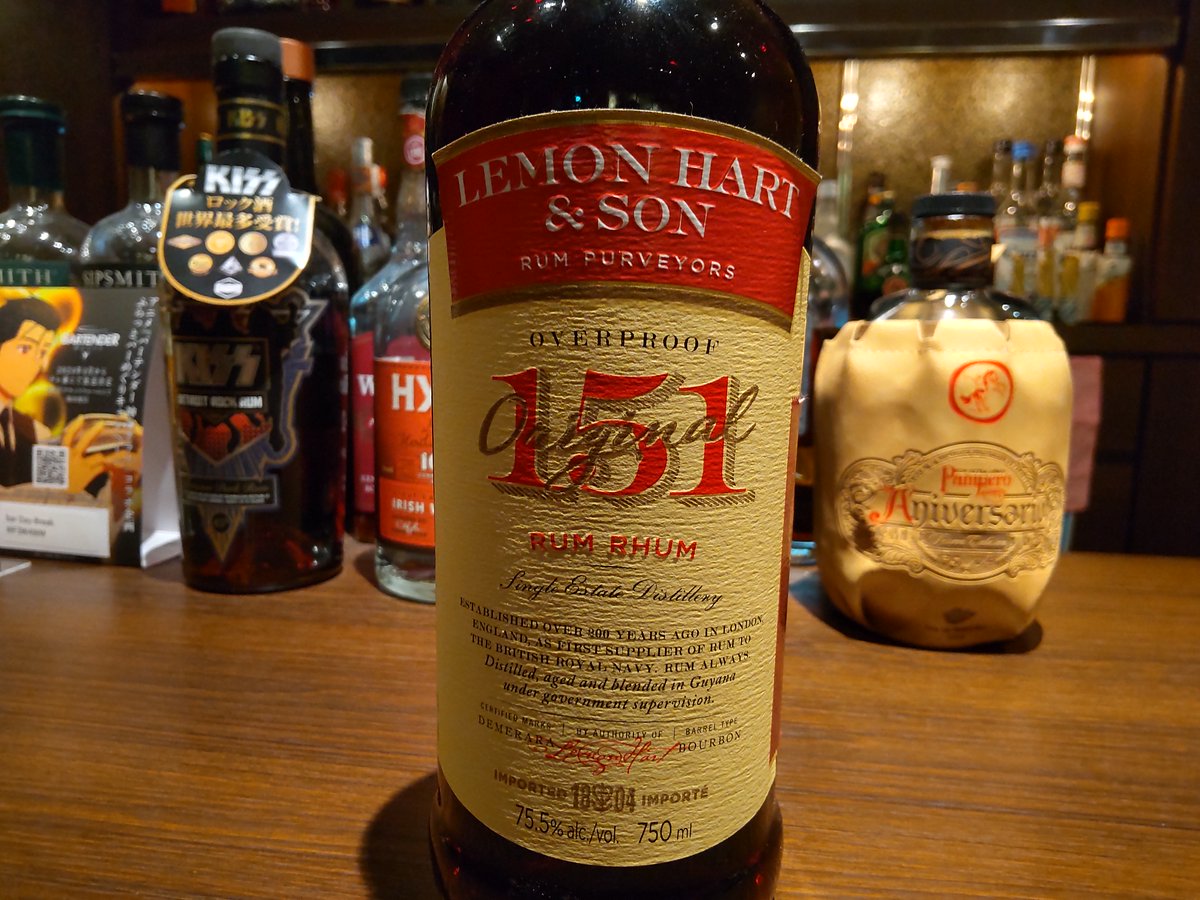 LEMON HART
& SON
RUM PURVEYORS
OVERPROOF
151
Original
RUM RHUM
Single Estate Distillery
ESTABLISHED OVER 200 YEARS AGO IN LONDON,
ENGLAND, AS FIRST SUPPLIER OF RUM TO
THE BRITISH ROYAL NAVY. RUM ALWAYS
Distilled, aged and blended in Guyana
under government supervision.
CERTIFIED MARKS | BY AUTHORITY OF | BARREL TYPE
DEMERARA BOURBON
IMPORTED 1804 IMPORTÉ
75.5% alc./vol. 750 ml
KISS
ロック酒
世界最多受賞!
KISS
DETROIT ROCK RUM
SIPSMITH
BARTENDER
IRISH W
Pampero
Aniversario